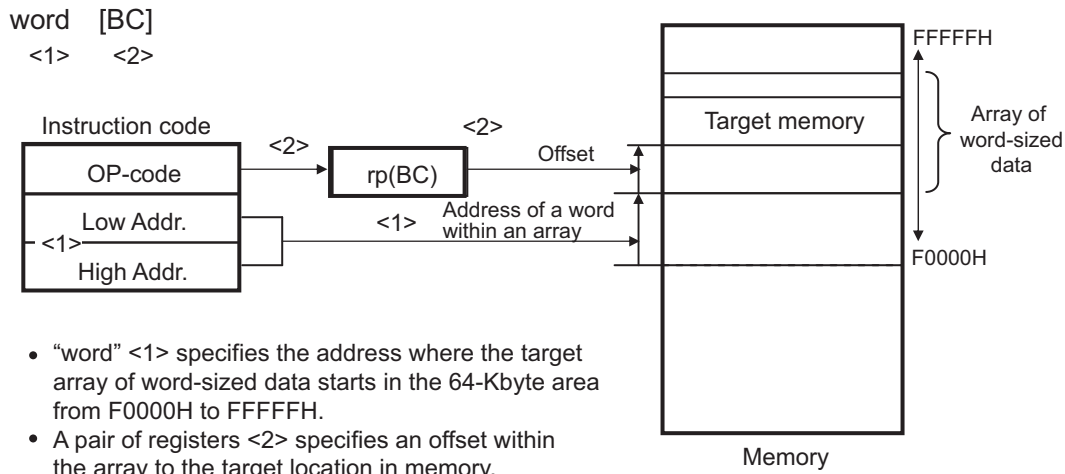 word [BC]
<1> <2>
FFFFFH
Instruction code
<2>
<2>
Target memory
Array of
word-sized
data
OP-code
rp(BC)
Offset
Low Addr.
<1>
Address of a word
within an array
<1>
High Addr.
F0000H
• “word” <1> specifies the address where the target
array of word-sized data starts in the 64-Kbyte area
from F0000H to FFFFFH.
• A pair of registers <2> specifies an offset within
the array to the target location in memory.
Memory